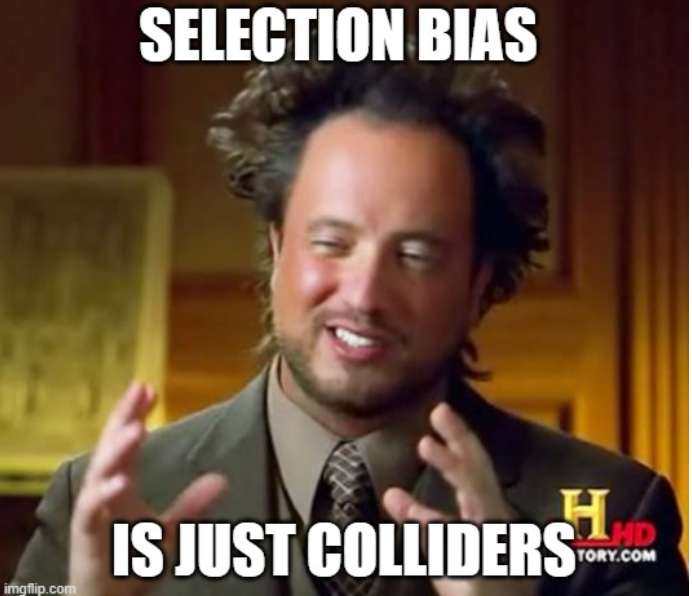 SELECTION BIAS
IS JUST COLLIDERS
H HD
TORY.COM
imgflip.com